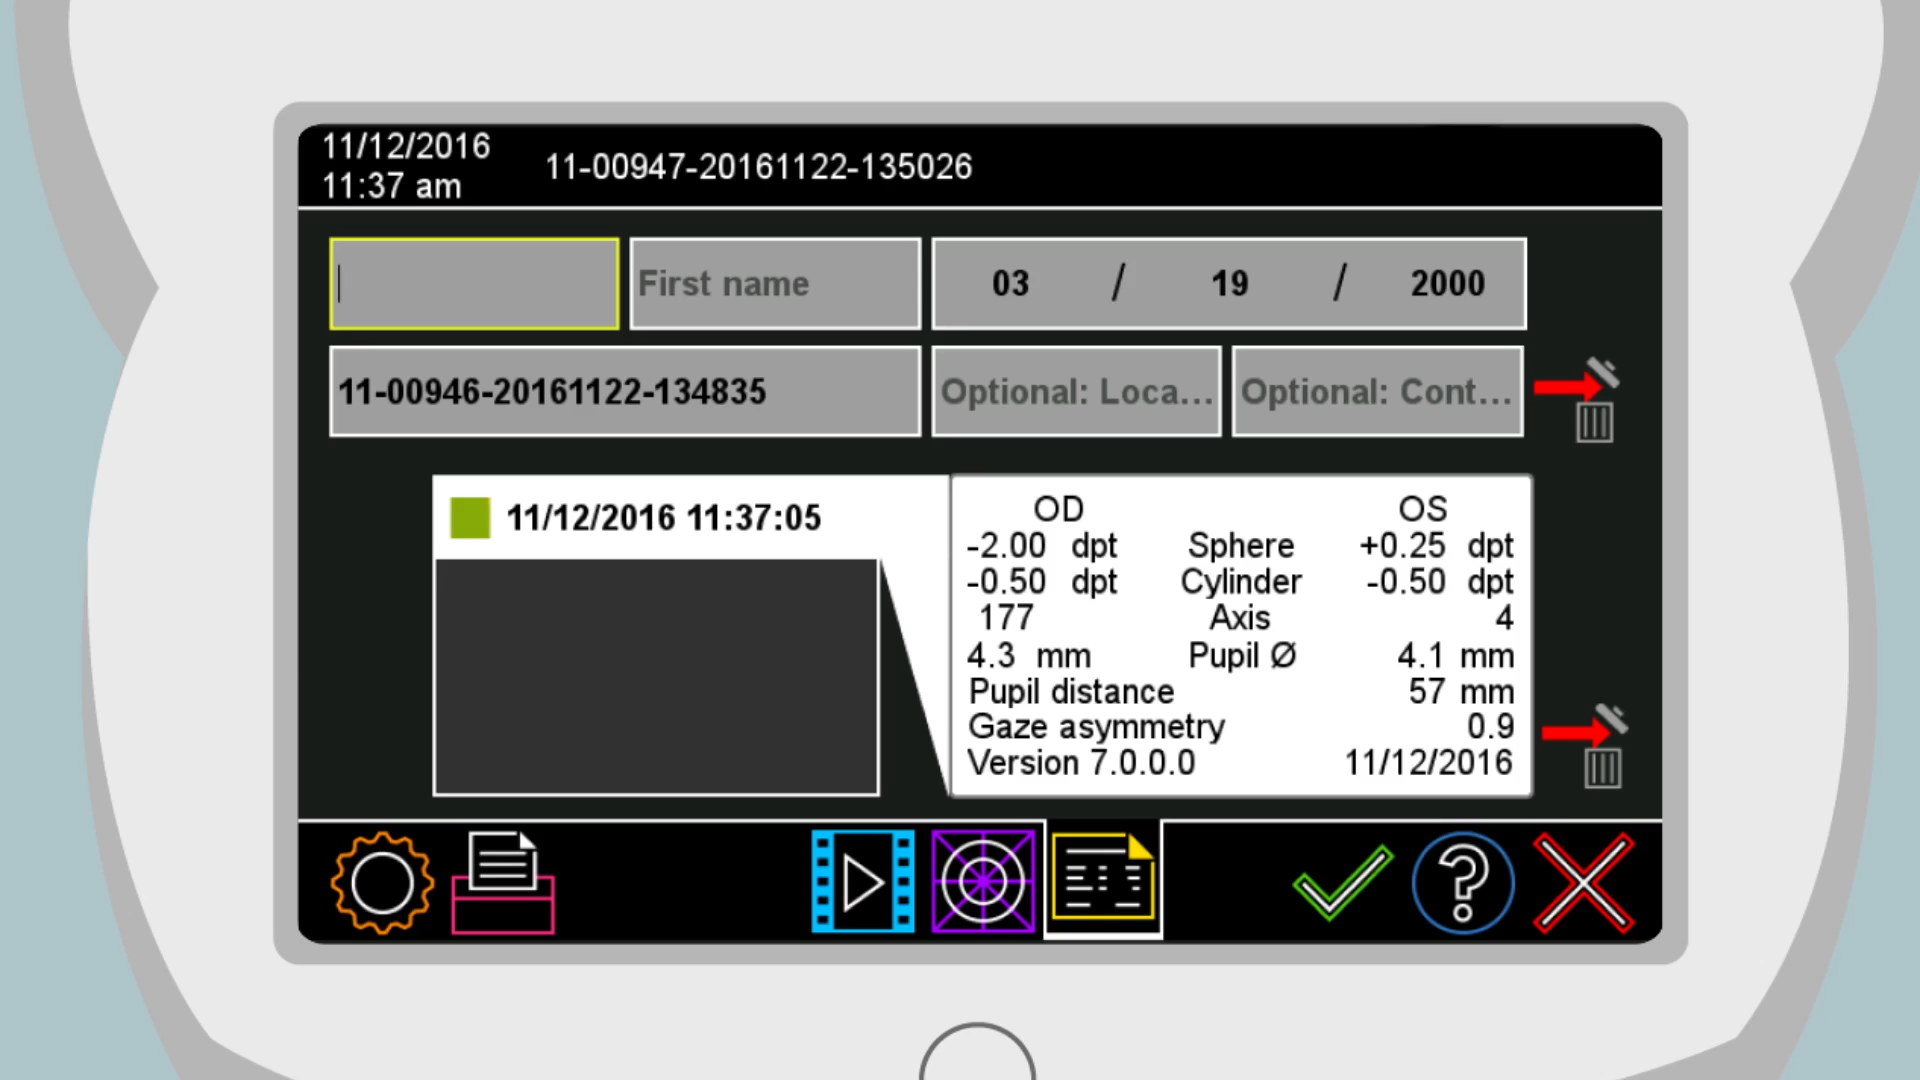 11/12/2016
11:37 am
11-00947-20161122-135026
First name
03 / 19 / 2000
11-00946-20161122-134835
Optional: Loca...
Optional: Cont...
11/12/2016 11:37:05
OD OS
-2.00 dpt Sphere +0.25 dpt
-0.50 dpt Cylinder -0.50 dpt
177 Axis 4
4.3 mm Pupil Ø 4.1 mm
Pupil distance 57 mm
Gaze asymmetry 0.9
Version 7.0.0.0 11/12/2016